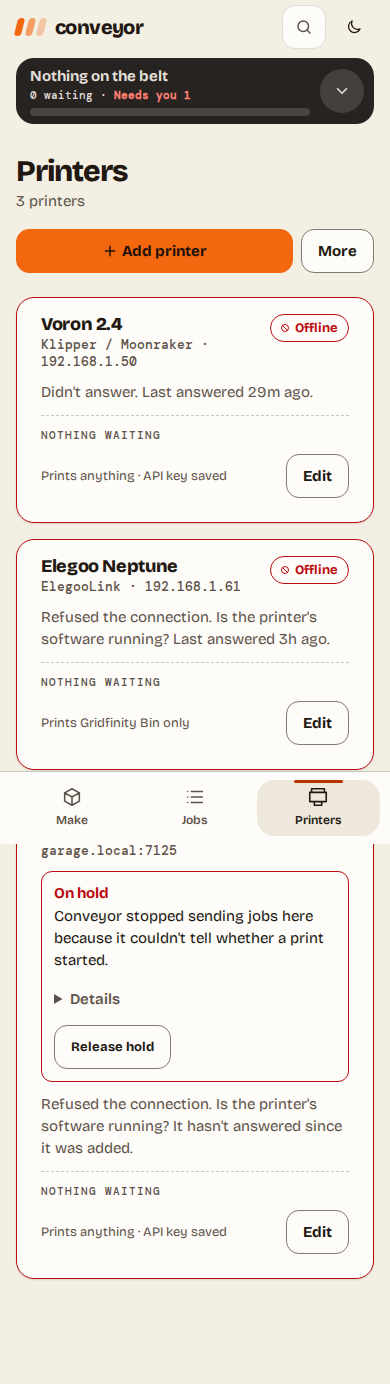 conveyor
Nothing on the belt
0 waiting · Needs you 1
Printers
3 printers
+ Add printer
More
Voron 2.4
Offline
Klipper / Moonraker ·
192.168.1.50
Didn't answer. Last answered 29m ago.
NOTHING WAITING
Prints anything · API key saved
Edit
Elegoo Neptune
Offline
ElegooLink · 192.168.1.61
Refused the connection. Is the printer's
software running? Last answered 3h ago.
NOTHING WAITING
Prints Gridfinity Bin only
Edit
Make
Jobs
Printers
garage.local:7125
On hold
Conveyor stopped sending jobs here
because it couldn't tell whether a print
started.
Details
Release hold
Refused the connection. Is the printer's
software running? It hasn't answered since
it was added.
NOTHING WAITING
Prints anything · API key saved
Edit